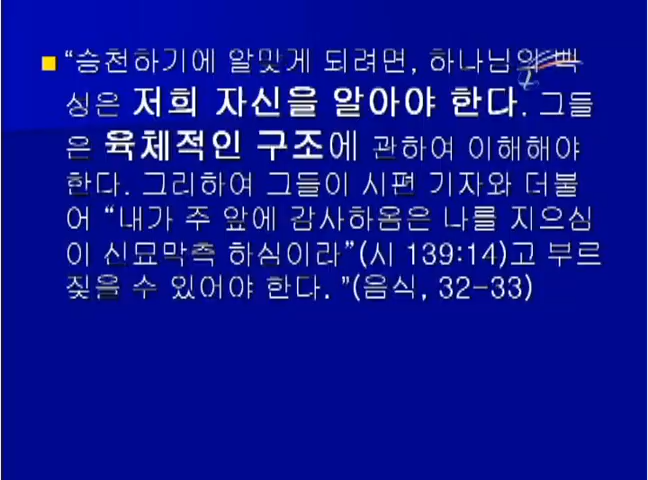 “승천하기에 알맞게 되려면, 하나님의 백
성은 저희 자신을 알아야 한다. 그들
은 육체적인 구조에 관하여 이해해야
한다. 그리하여 그들이 시편 기자와 더불
어 “내가 주 앞에 감사하옴은 나를 지으심
이 신묘막측 하심이라”(시 139:14)고 부르
짖을 수 있어야 한다. ”(음식, 32-33)